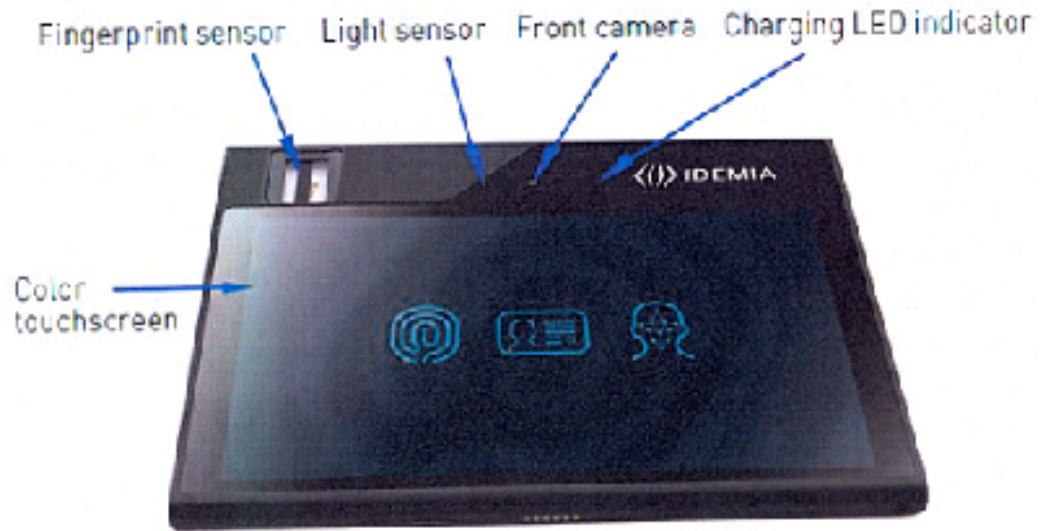 Fingerprint sensor
Light sensor
Front camera
Charging LED indicator
IDEMIA
Color
touchscreen